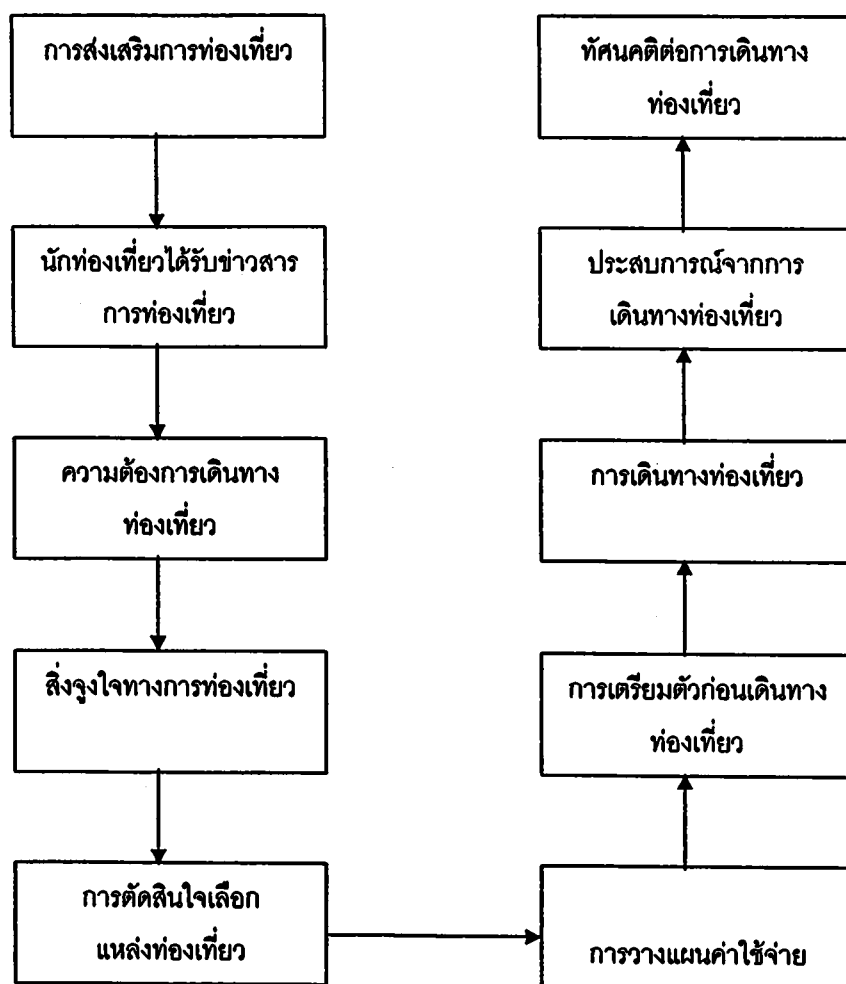 การส่งเสริมการท่องเที่ยว
นักท่องเที่ยวได้รับข่าวสาร
การท่องเที่ยว
ความต้องการเดินทาง
ท่องเที่ยว
สิ่งจูงใจทางการท่องเที่ยว
การตัดสินใจเลือก
แหล่งท่องเที่ยว
การวางแผนค่าใช้จ่าย
การเตรียมตัวก่อนเดินทาง
ท่องเที่ยว
การเดินทางท่องเที่ยว
ประสบการณ์จากการ
เดินทางท่องเที่ยว
ทัศนคติต่อการเดินทาง
ท่องเที่ยว